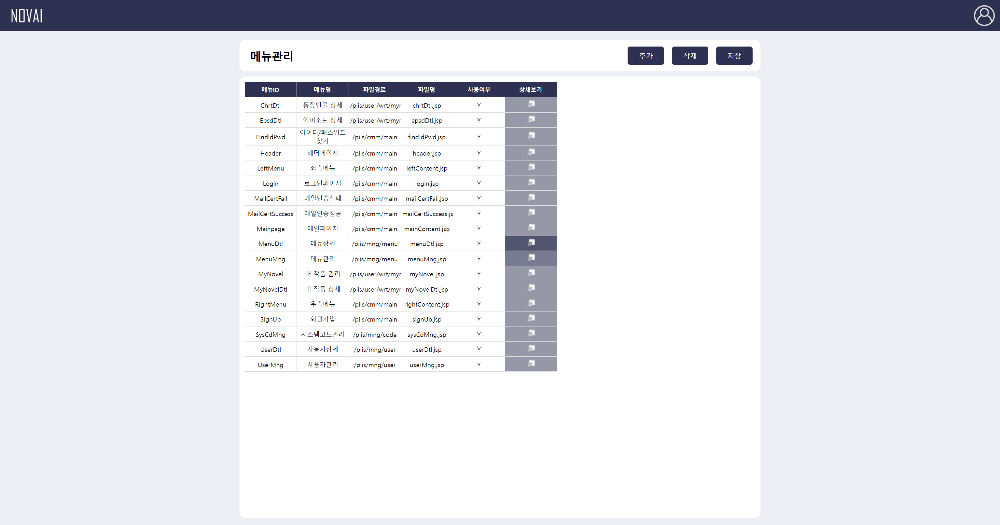 NOVAI
메뉴관리 추가 삭제 저장
메뉴ID 메뉴명 파일경로 파일명 사용여부 상세보기
ChrtDtl 등장인물 상세 /piis/user/wrt/myr chrtDtl.jsp Y
EpsdDtl 에피소드 상세 /piis/user/wrt/myr epsdDtl.jsp Y
FindIdPwd 아이디/패스워드 찾기 /piis/cmm/main findIdPwd.jsp Y
Header 헤더페이지 /piis/cmm/main header.jsp Y
LeftMenu 좌측메뉴 /piis/cmm/main leftContent.jsp Y
Login 로그인페이지 /piis/cmm/main login.jsp Y
MailCertFail 메일인증실패 /piis/cmm/main mailCertFail.jsp Y
MailCertSuccess 메일인증성공 /piis/cmm/main mailCertSuccess.js Y
Mainpage 메인페이지 /piis/cmm/main mainContent.jsp Y
MenuDtl 메뉴상세 /piis/mng/menu menuDtl.jsp Y
MenuMng 메뉴관리 /piis/mng/menu menuMng.jsp Y
MyNovel 내 작품 관리 /piis/user/wrt/myr myNovel.jsp Y
MyNovelDtl 내 작품 상세 /piis/user/wrt/myr myNovelDtl.jsp Y
RightMenu 우측메뉴 /piis/cmm/main rightContent.jsp Y
SignUp 회원가입 /piis/cmm/main signUp.jsp Y
SysCdMng 시스템코드관리 /piis/mng/code sysCdMng.jsp Y
UserDtl 사용자상세 /piis/mng/user userDtl.jsp Y
UserMng 사용자관리 /piis/mng/user userMng.jsp Y